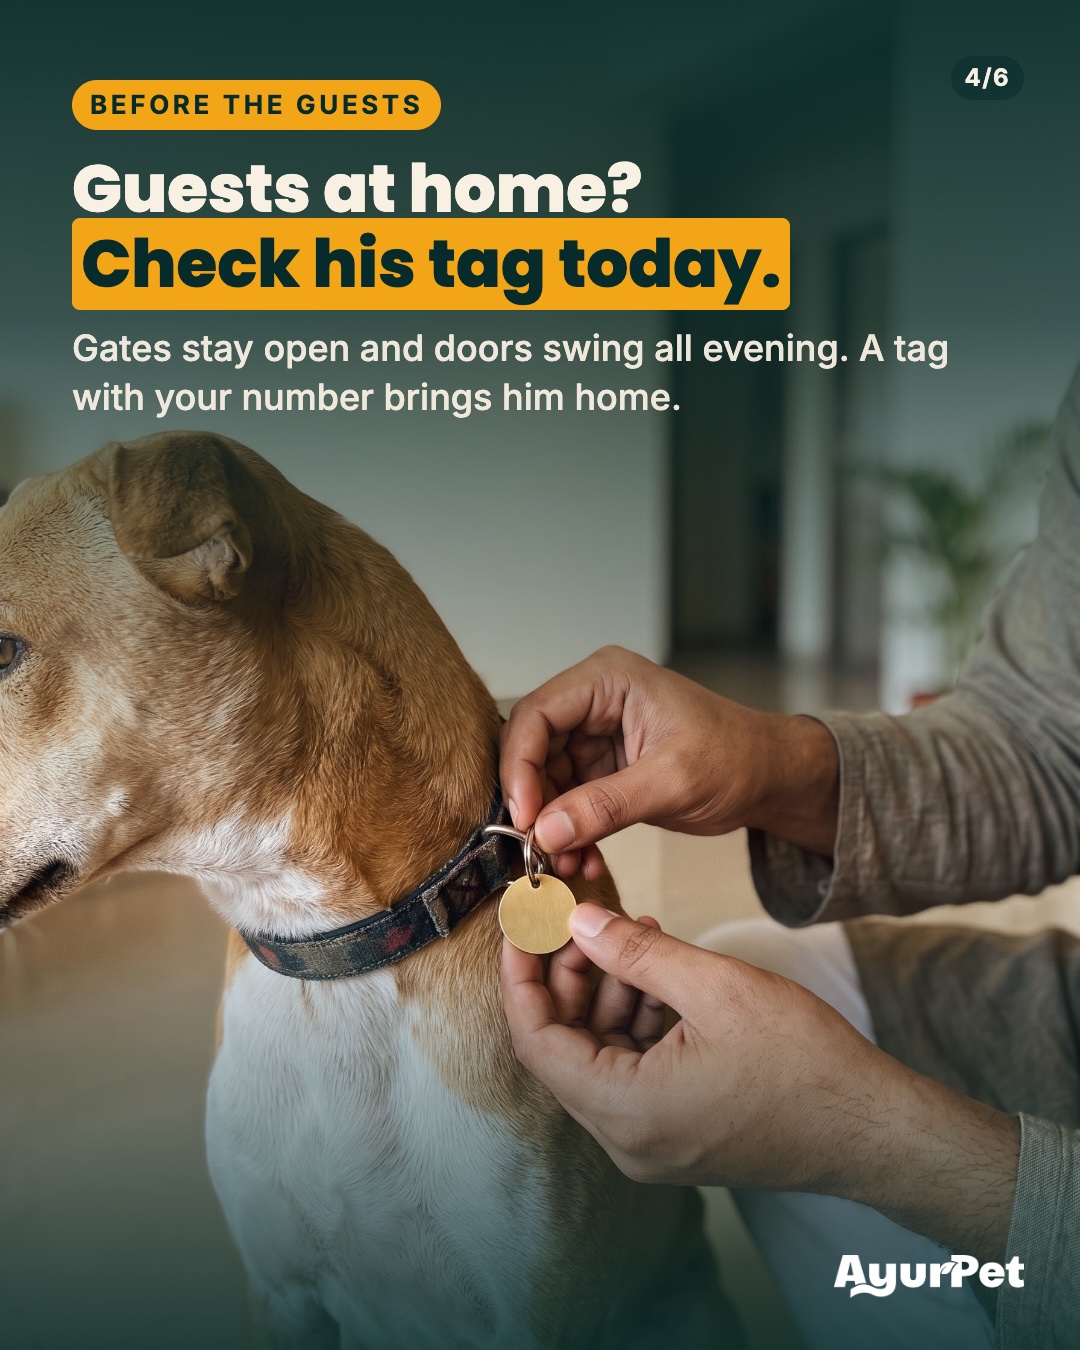 4/6
BEFORE THE GUESTS
Guests at home?
Check his tag today.
Gates stay open and doors swing all evening. A tag
with your number brings him home.
AyurPet